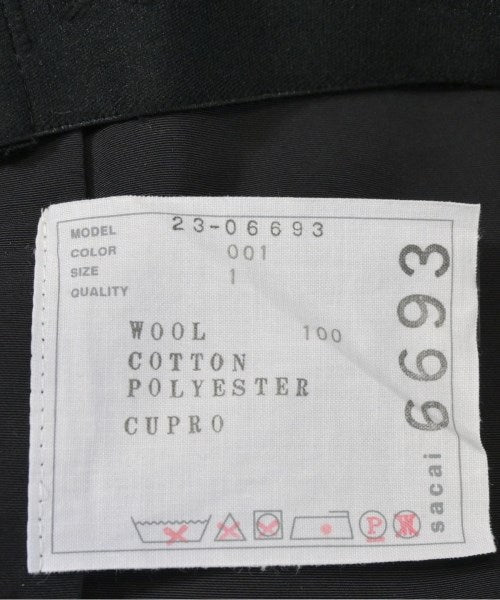 MODEL 23-06693
COLOR 001
SIZE 1
QUALITY
WOOL 100
COTTON
POLYESTER
CUPRO
P W
sacai 6693